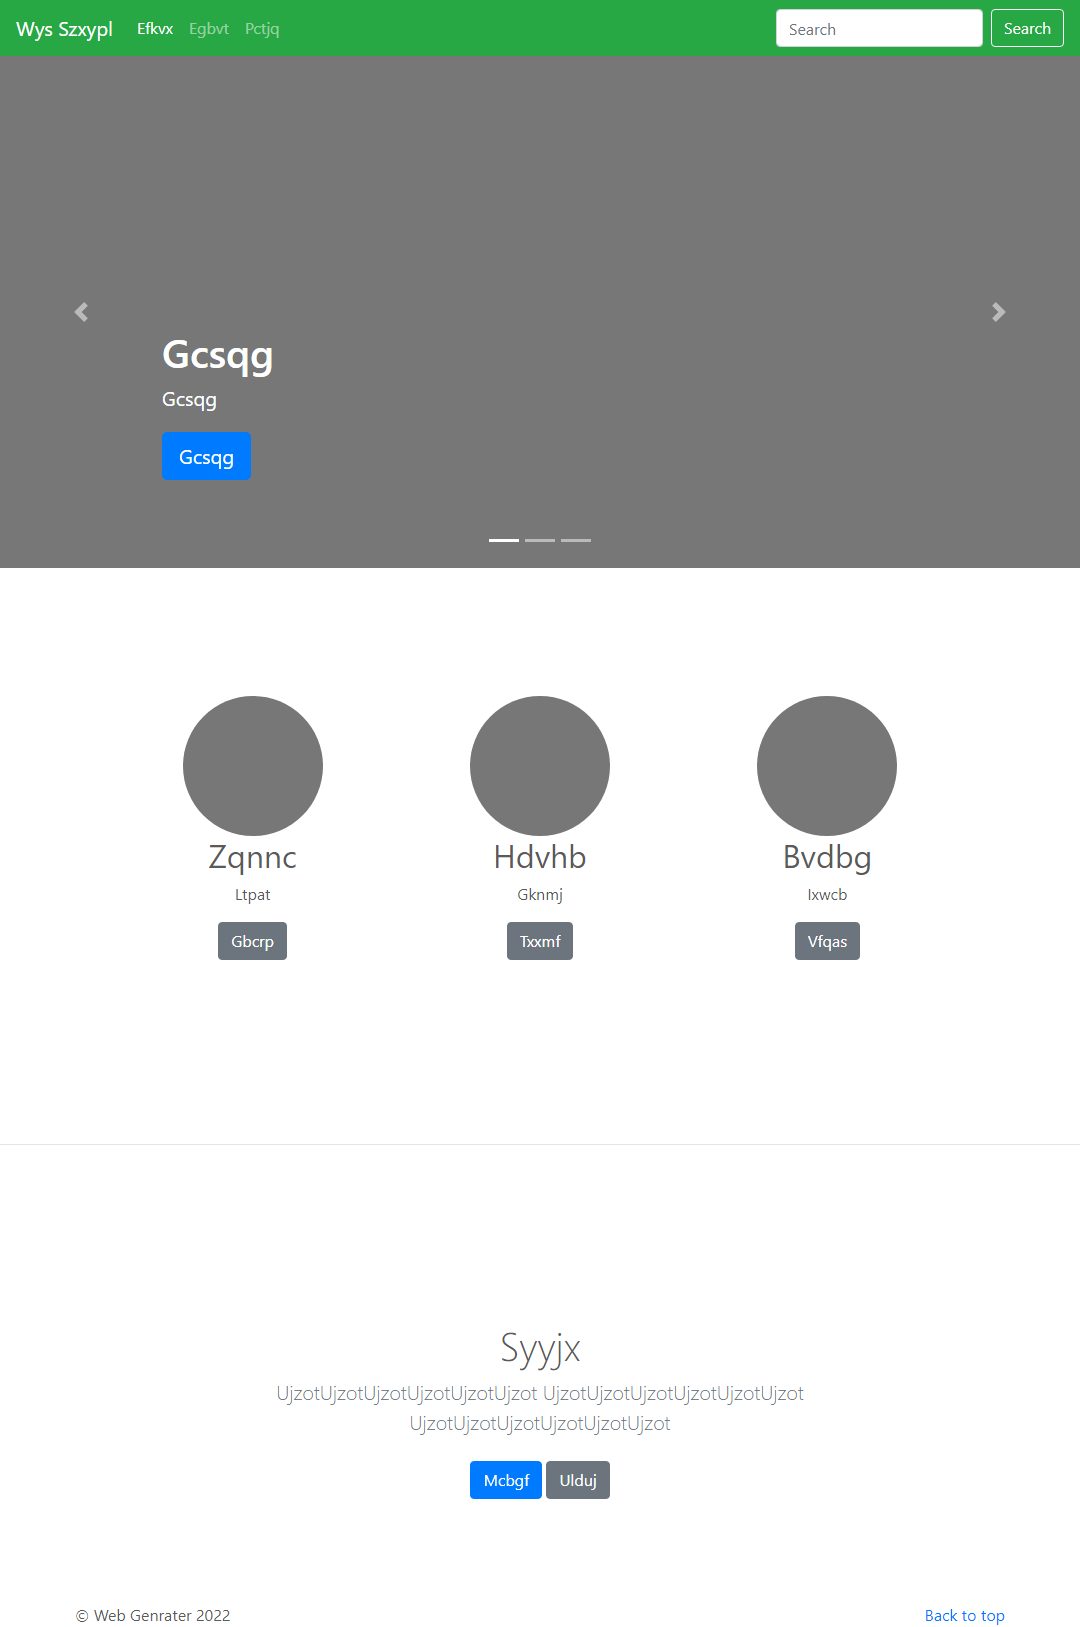 Wys Szxypl Efkvx Egbvt Pctjq Search Search
Gcsqg
Gcsqg
Gcsqg
Zqnnc
Ltpat
Gbcrp
Hdvhb
Gknmj
Txxmf
Bvdbg
Ixwcb
Vfqas
Syyjx
UjzotUjzotUjzotUjzotUjzotUjzot UjzotUjzotUjzotUjzotUjzotUjzot
UjzotUjzotUjzotUjzotUjzotUjzot
Mcbgf Ulduj
© Web Genrater 2022 Back to top